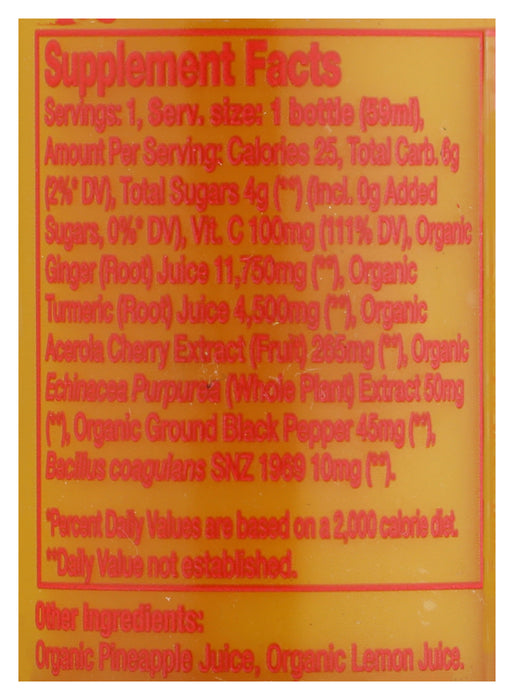 Supplement Facts
Servings: 1, Serv. size: 1 bottle (59ml),
Amount Per Serving: Calories 25, Total Carb. 6g
(2%* DV), Total Sugars 4g (**) (Incl. 0g Added
Sugars, 0%* DV), Vit. C 100mg (111% DV), Organic
Ginger (Root) Juice 11,750mg (**), Organic
Turmeric (Root) Juice 4,500mg (**), Organic
Acerola Cherry Extract (Fruit) 265mg (**), Organic
Echinacea Purpurea (Whole Plant) Extract 50mg
(**), Organic Ground Black Pepper 45mg (**),
Bacillus coagulans SNZ 1969 10mg (**).
*Percent Daily Values are based on a 2,000 calorie diet.
**Daily Value not established.
Other Ingredients:
Organic Pineapple Juice, Organic Lemon Juice.